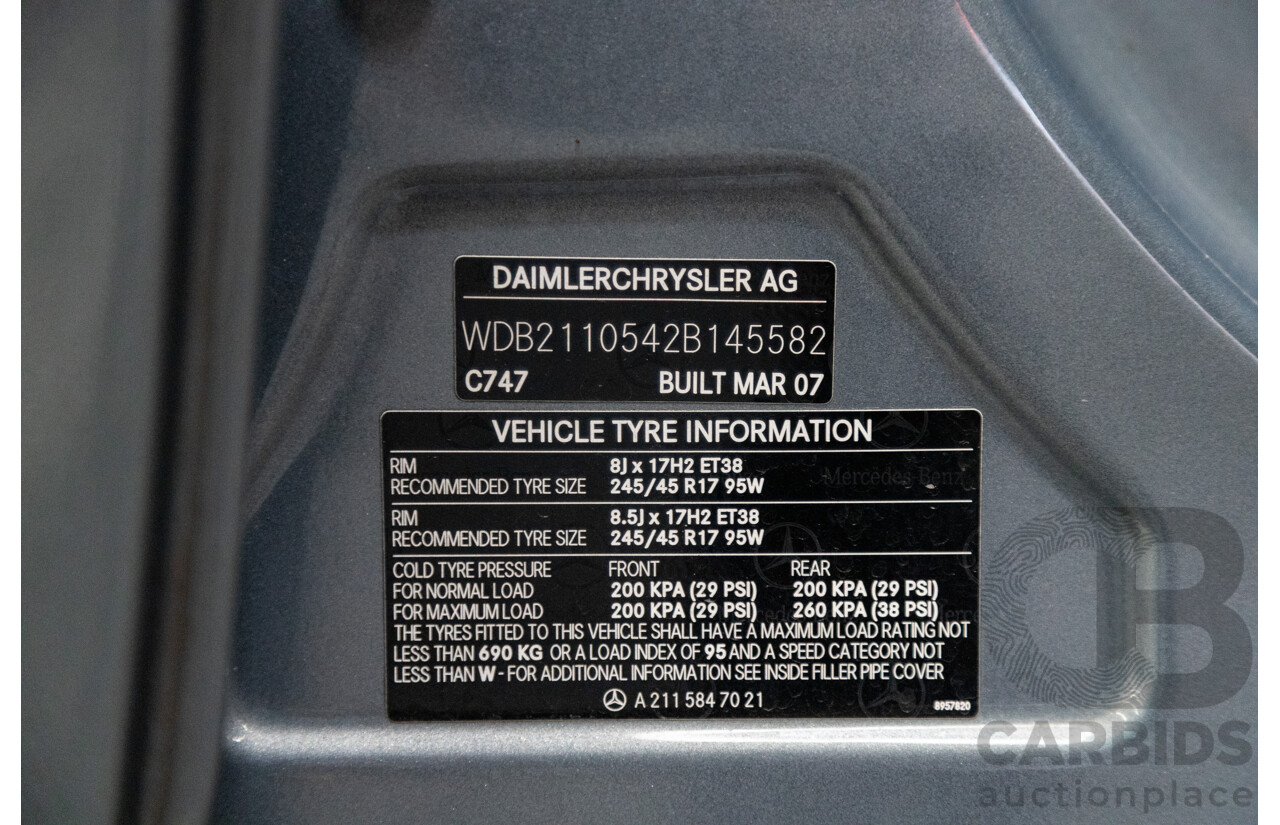 DAIMLERCHRYSLER AG
WDB2110542B145582
C747 BUILT MAR 07
VEHICLE TYRE INFORMATION
RIM 8J x 17H2 ET38
RECOMMENDED TYRE SIZE 245/45 R17 95W
RIM 8.5J x 17H2 ET38
RECOMMENDED TYRE SIZE 245/45 R17 95W
COLD TYRE PRESSURE FRONT REAR
FOR NORMAL LOAD 200 KPA (29 PSI) 200 KPA (29 PSI)
FOR MAXIMUM LOAD 200 KPA (29 PSI) 260 KPA (38 PSI)
THE TYRES FITTED TO THIS VEHICLE SHALL HAVE A MAXIMUM LOAD RATING NOT
LESS THAN 690 KG OR A LOAD INDEX OF 95 AND A SPEED CATEGORY NOT
LESS THAN W - FOR ADDITIONAL INFORMATION SEE INSIDE FILLER PIPE COVER
A 211 584 70 21
8957820
Mercedes-Benz
CB
CARBIDS
auctionplace